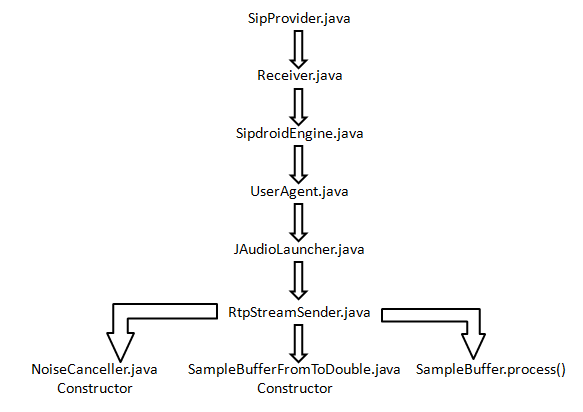 SipProvider.java
Receiver.java
SipdroidEngine.java
UserAgent.java
JAudioLauncher.java
RtpStreamSender.java
NoiseCanceller.java
Constructor
SampleBufferFromToDouble.java
Constructor
SampleBuffer.process()